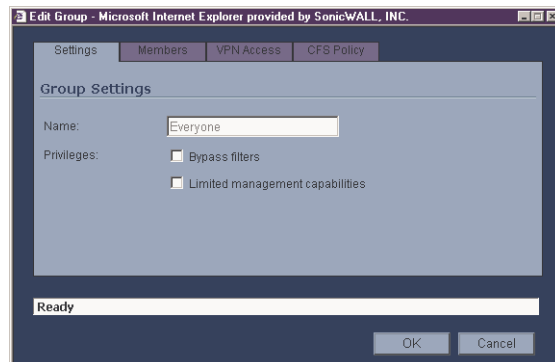 Edit Group - Microsoft Internet Explorer provided by SonicWALL, INC.
Settings Members VPN Access CFS Policy
Group Settings
Name: Everyone
Privileges: Bypass filters
Limited management capabilities
Ready
OK Cancel